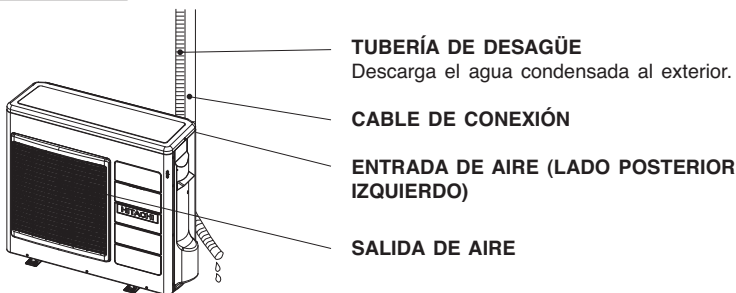 TUBERÍA DE DESAGÜE
Descarga el agua condensada al exterior.
CABLE DE CONEXIÓN
ENTRADA DE AIRE (LADO POSTERIOR
IZQUIERDO)
SALIDA DE AIRE
HITACHI